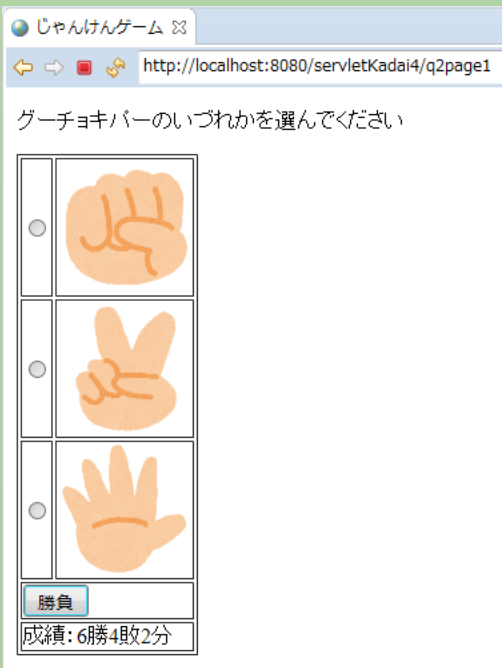 じゃんけんゲーム
http://localhost:8080/servletKadai4/q2page1
グーチョキパーのいづれかを選んでください
勝負
成績:6勝4敗2分